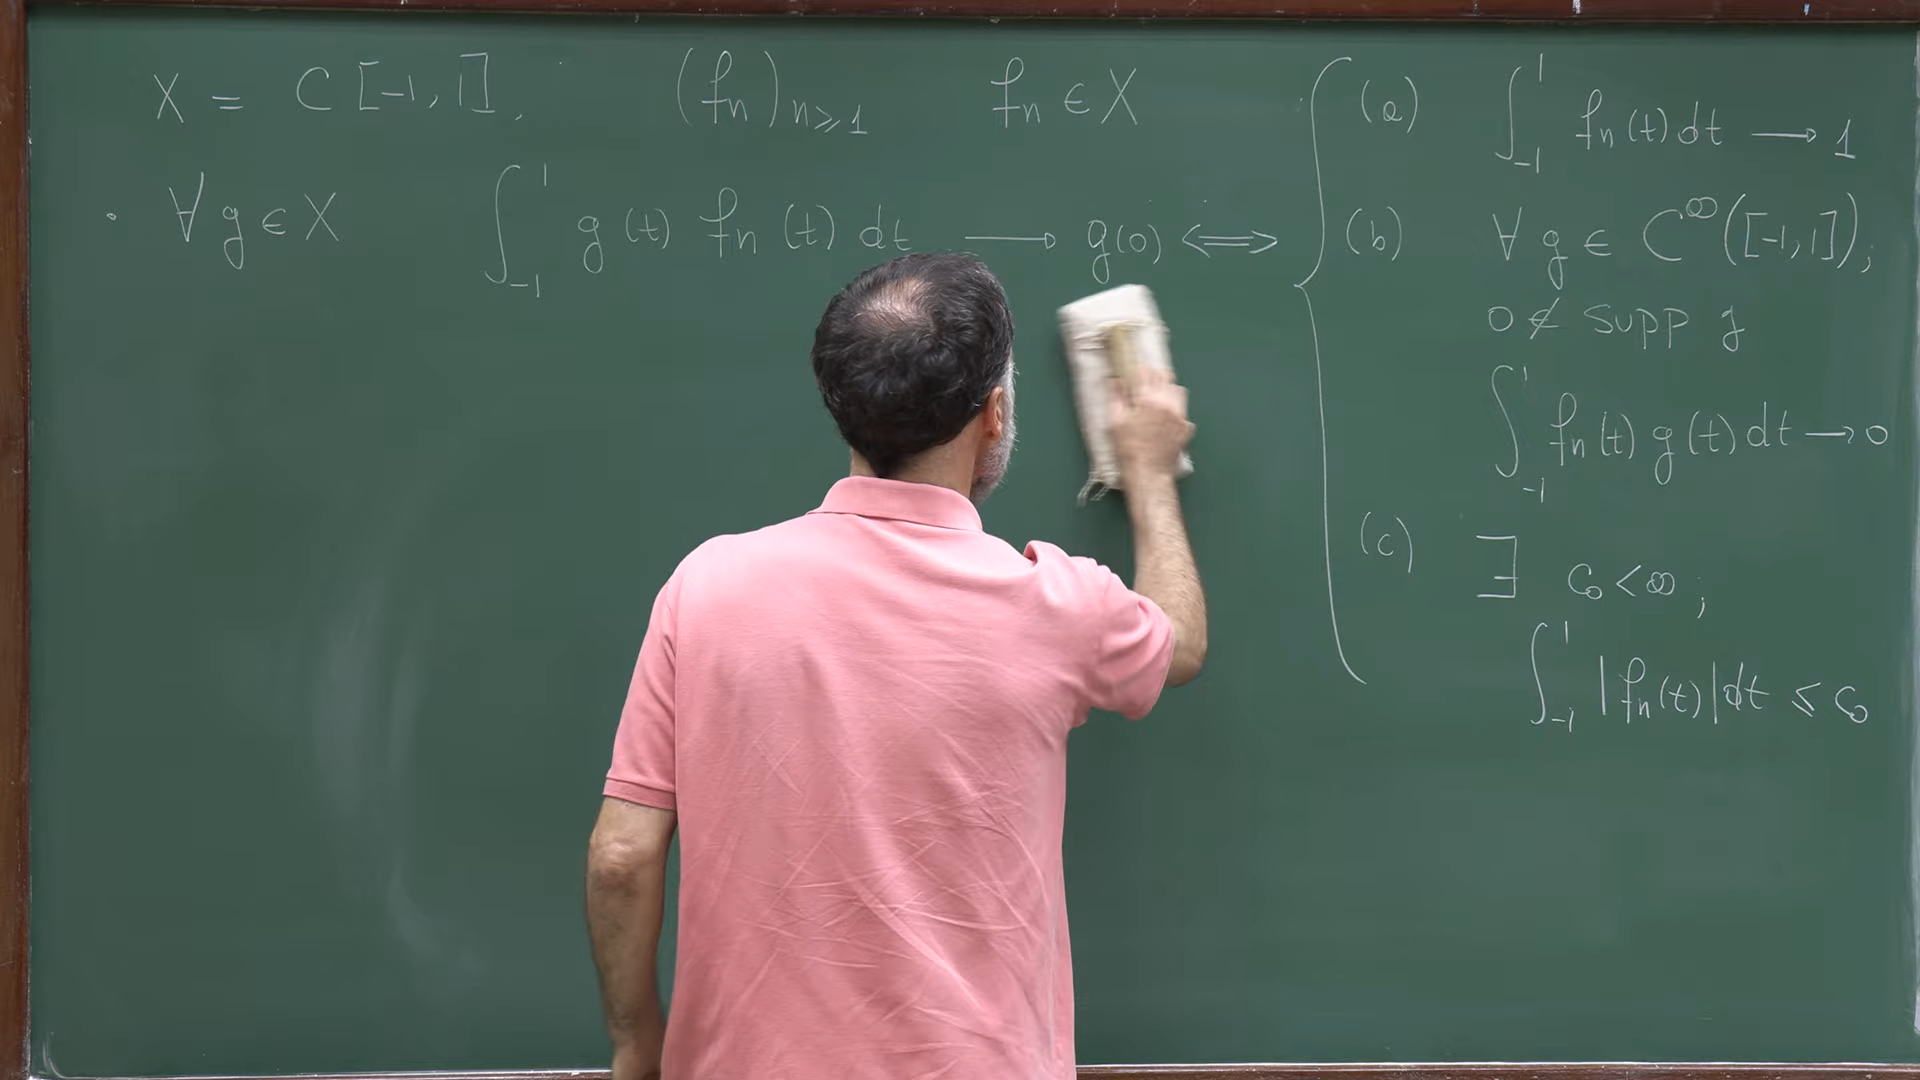 X = C[-1,1], (fn)n≥1 fn ∈ X
• ∀ g ∈ X ∫_{-1}^{1} g(t) fn(t) dt → g(0) ⟺
(a) ∫_{-1}^{1} fn(t) dt → 1
(b) ∀ g ∈ C^∞([-1,1]);
0 ∉ supp g
∫_{-1}^{1} fn(t) g(t) dt → 0
(c) ∃ c₀ < ∞;
∫_{-1}^{1} |fn(t)| dt ≤ c₀